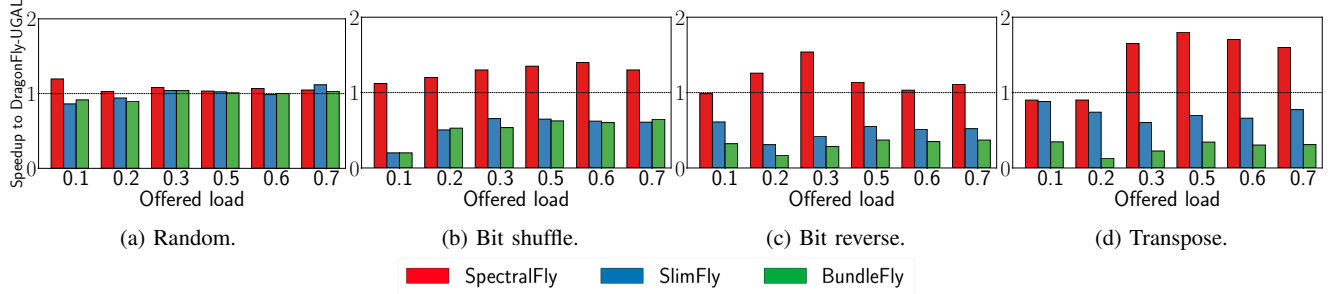 Speedup to DragonFly-UGAL
2
1
0
0.1 0.2 0.3 0.5 0.6 0.7
Offered load
(a) Random.
2
1
0
0.1 0.2 0.3 0.5 0.6 0.7
Offered load
(b) Bit shuffle.
2
1
0
0.1 0.2 0.3 0.5 0.6 0.7
Offered load
(c) Bit reverse.
2
1
0
0.1 0.2 0.3 0.5 0.6 0.7
Offered load
(d) Transpose.
SpectralFly SlimFly BundleFly